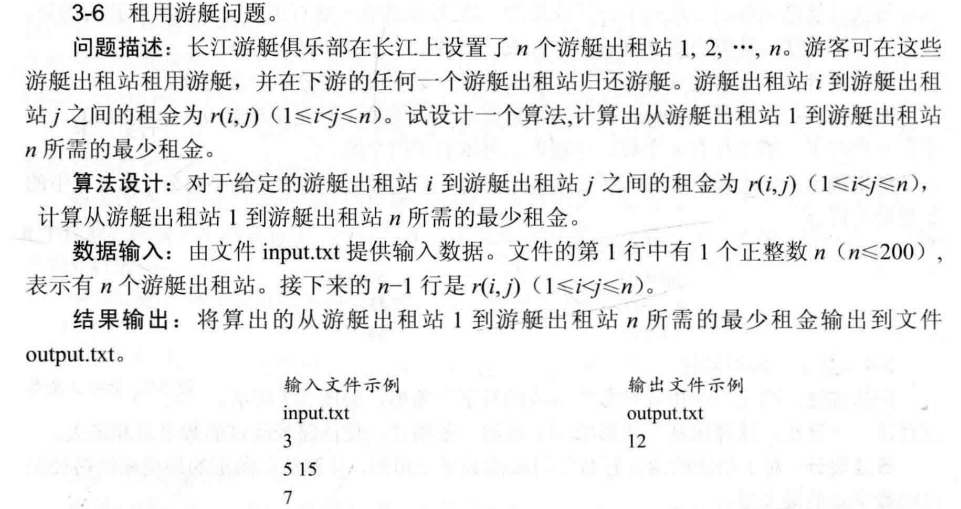 3-6 租用游艇问题。
问题描述：长江游艇俱乐部在长江上设置了 n 个游艇出租站 1, 2, …, n。游客可在这些
游艇出租站租用游艇，并在下游的任何一个游艇出租站归还游艇。游艇出租站 i 到游艇出租
站 j 之间的租金为 r(i, j)（1≤i<j≤n）。试设计一个算法,计算出从游艇出租站 1 到游艇出租站
n 所需的最少租金。
算法设计：对于给定的游艇出租站 i 到游艇出租站 j 之间的租金为 r(i,j)（1≤i<j≤n），
计算从游艇出租站 1 到游艇出租站 n 所需的最少租金。
数据输入：由文件 input.txt 提供输入数据。文件的第 1 行中有 1 个正整数 n（n≤200）,
表示有 n 个游艇出租站。接下来的 n−1 行是 r(i, j)（1≤i<j≤n）。
结果输出：将算出的从游艇出租站 1 到游艇出租站 n 所需的最少租金输出到文件
output.txt。
输入文件示例 输出文件示例
input.txt output.txt
3 12
5 15
7